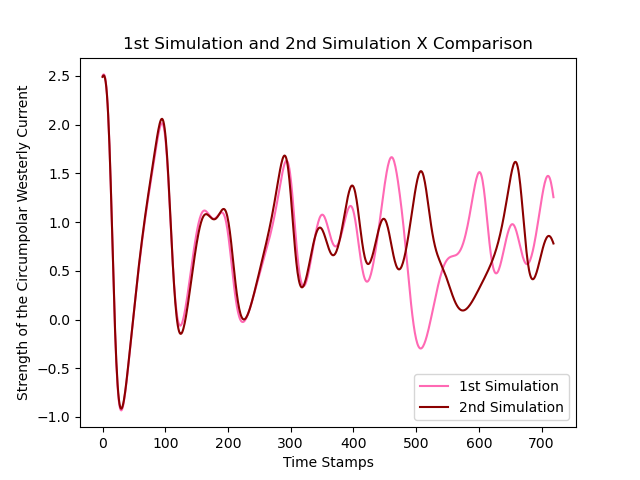 1st Simulation and 2nd Simulation X Comparison
Strength of the Circumpolar Westerly Current
2.5
2.0
1.5
1.0
0.5
0.0
−0.5
−1.0
0 100 200 300 400 500 600 700
Time Stamps
1st Simulation
2nd Simulation